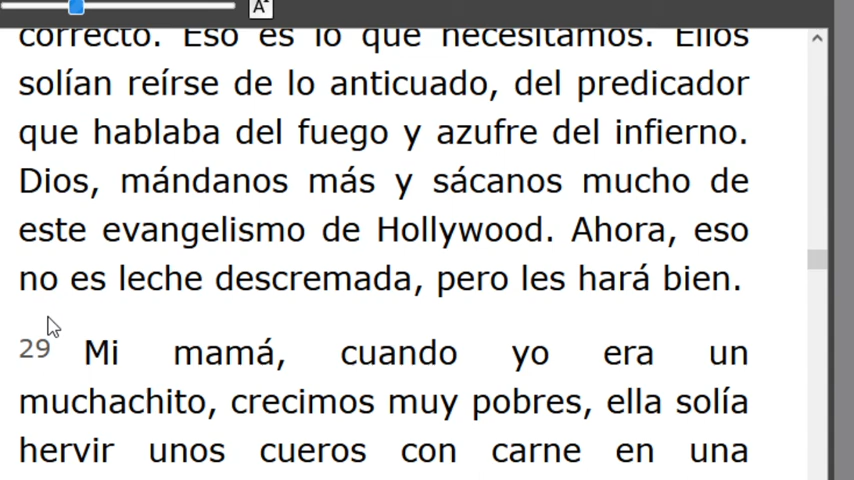 A
correcto. Eso es lo que necesitamos. Ellos
solían reírse de lo anticuado, del predicador
que hablaba del fuego y azufre del infierno.
Dios, mándanos más y sácanos mucho de
este evangelismo de Hollywood. Ahora, eso
no es leche descremada, pero les hará bien.
29 Mi mamá, cuando yo era un
muchachito, crecimos muy pobres, ella solía
hervir unos cueros con carne en una